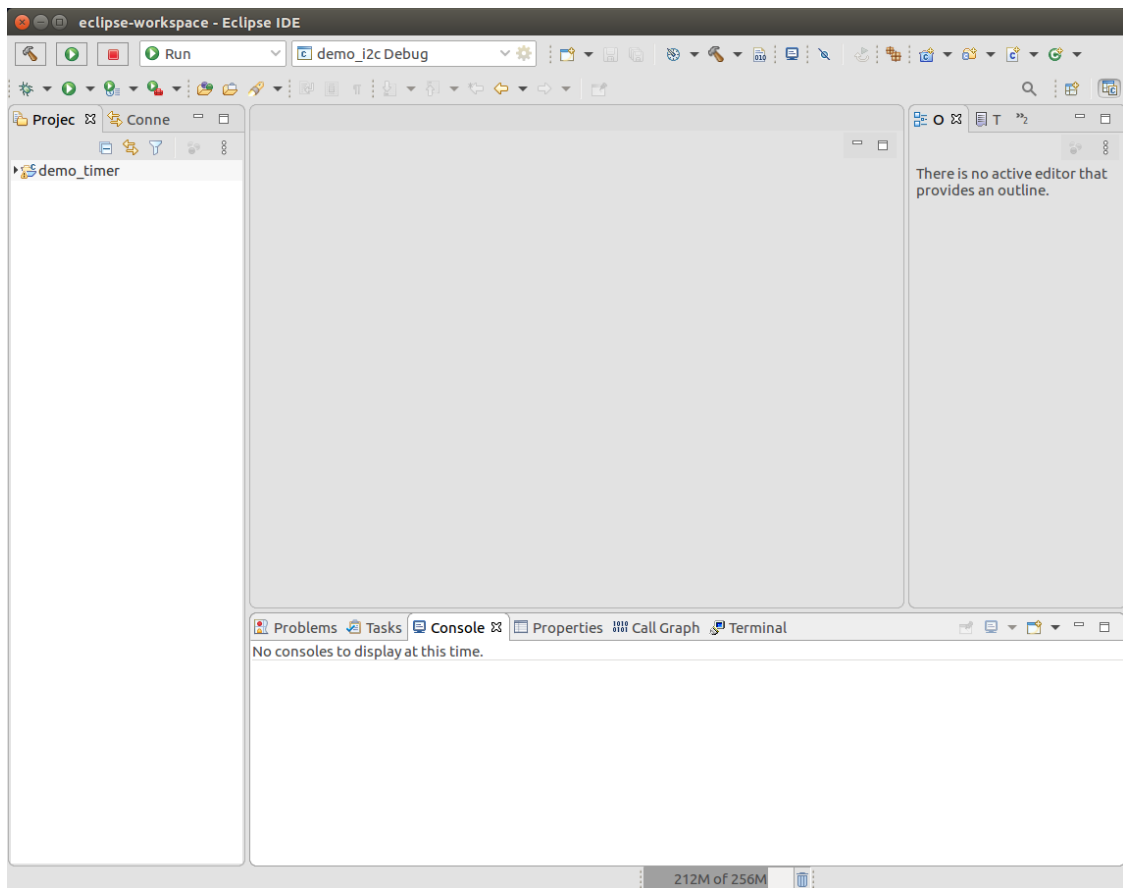 eclipse-workspace - Eclipse IDE
Run
demo_i2c Debug
Projec
Conne
O
T
»2
demo_timer
There is no active editor that
provides an outline.
Problems
Tasks
Console
Properties
Call Graph
Terminal
No consoles to display at this time.
212M of 256M